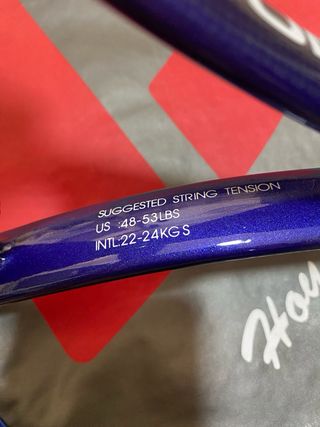 SUGGESTED STRING TENSION
US :48-53LBS
INTL:22-24KGS